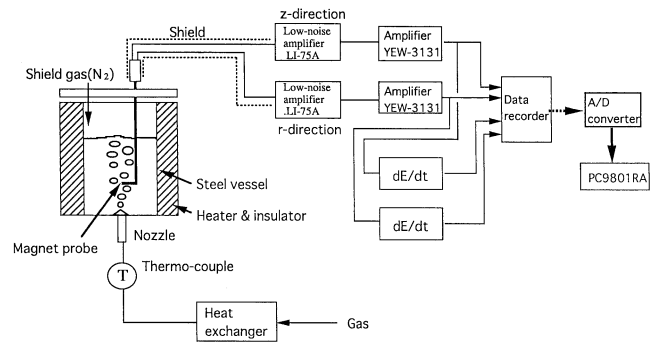 z-direction
Shield
Low-noise
amplifier
LI-75A
Amplifier
YEW-3131
Shield gas(N2)
Low-noise
amplifier
.LI-75A
Amplifier
YEW-3131
r-direction
Data
recorder
A/D
converter
PC9801RA
dE/dt
dE/dt
Steel vessel
Heater & insulator
Magnet probe
Nozzle
T
Thermo-couple
Heat
exchanger
Gas